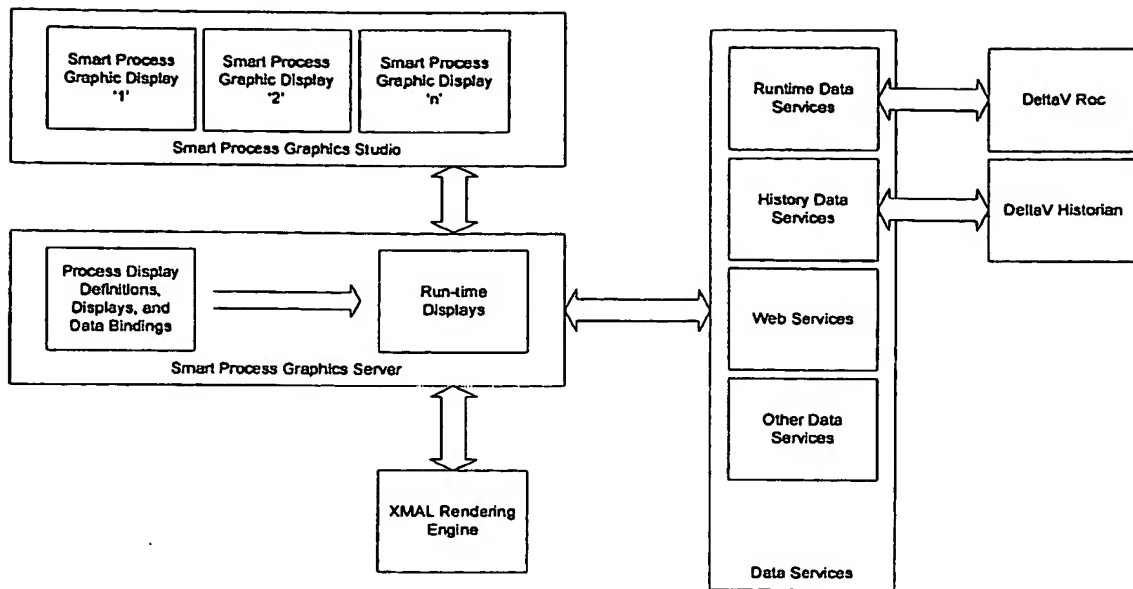 Smart Process
Graphic Display
'1'
Smart Process
Graphic Display
'2'
Smart Process
Graphic Display
'n'
Smart Process Graphics Studio
Process Display
Definitions,
Displays, and
Data Bindings
Run-time
Displays
Smart Process Graphics Server
XMAL Rendering
Engine
Runtime Data
Services
History Data
Services
Web Services
Other Data
Services
Data Services
DeltaV Roc
DeltaV Historian